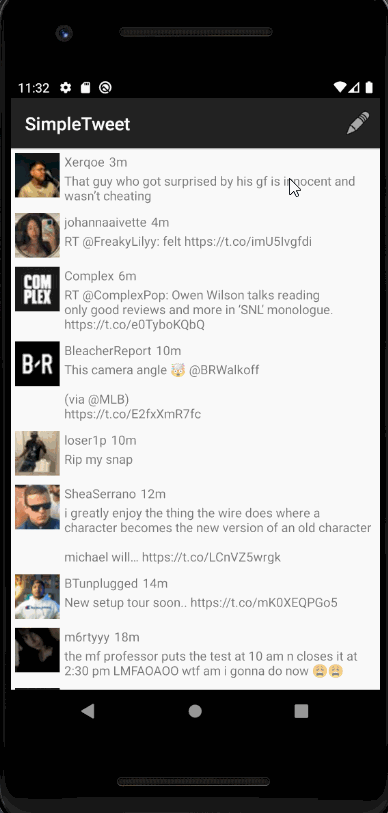 11:32
SimpleTweet
Xerqoe 3m
That guy who got surprised by his gf is innocent and
wasn't cheating
johannaaivette 4m
RT @FreakyLilyy: felt https://t.co/imU5Ivgfdi
COM
PLEX
Complex 6m
RT @ComplexPop: Owen Wilson talks reading
only good reviews and more in ‘SNL’ monologue.
https://t.co/e0TyboKQbQ
B/R
BleacherReport 10m
This camera angle 🤯 @BRWalkoff
(via @MLB)
https://t.co/E2fxXmR7fc
loser1p 10m
Rip my snap
SheaSerrano 12m
i greatly enjoy the thing the wire does where a
character becomes the new version of an old character
michael will… https://t.co/LCnVZ5wrgk
BTunplugged 14m
New setup tour soon.. https://t.co/mK0XEQPGo5
m6rtyyy 18m
the mf professor puts the test at 10 am n closes it at
2:30 pm LMFAOAOO wtf am i gonna do now 😩😩